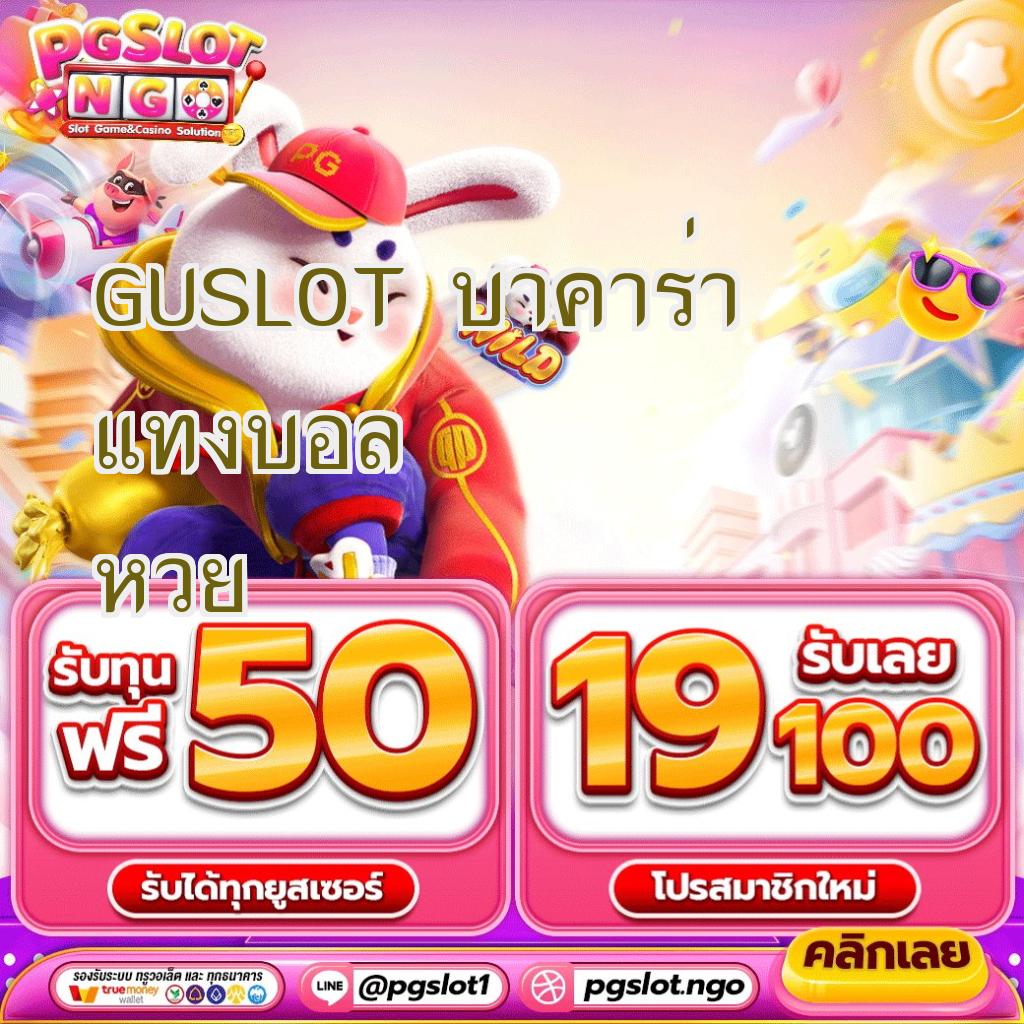 PGSLOT
NGO
Slot Game&Casino Solution
PG
GUSLOT บาคาร่า
WILD
แทงบอล
หวย
รับทุน
ฟรี 50
19 รับเลย
100
รับได้ทุกยูสเซอร์
โปรสมาชิกใหม่
คลิกเลย
รองรับระบบ ทรูวอเล็ต และ ทุกธนาคาร
truemoney
wallet
LINE @pgslot1
pgslot.ngo